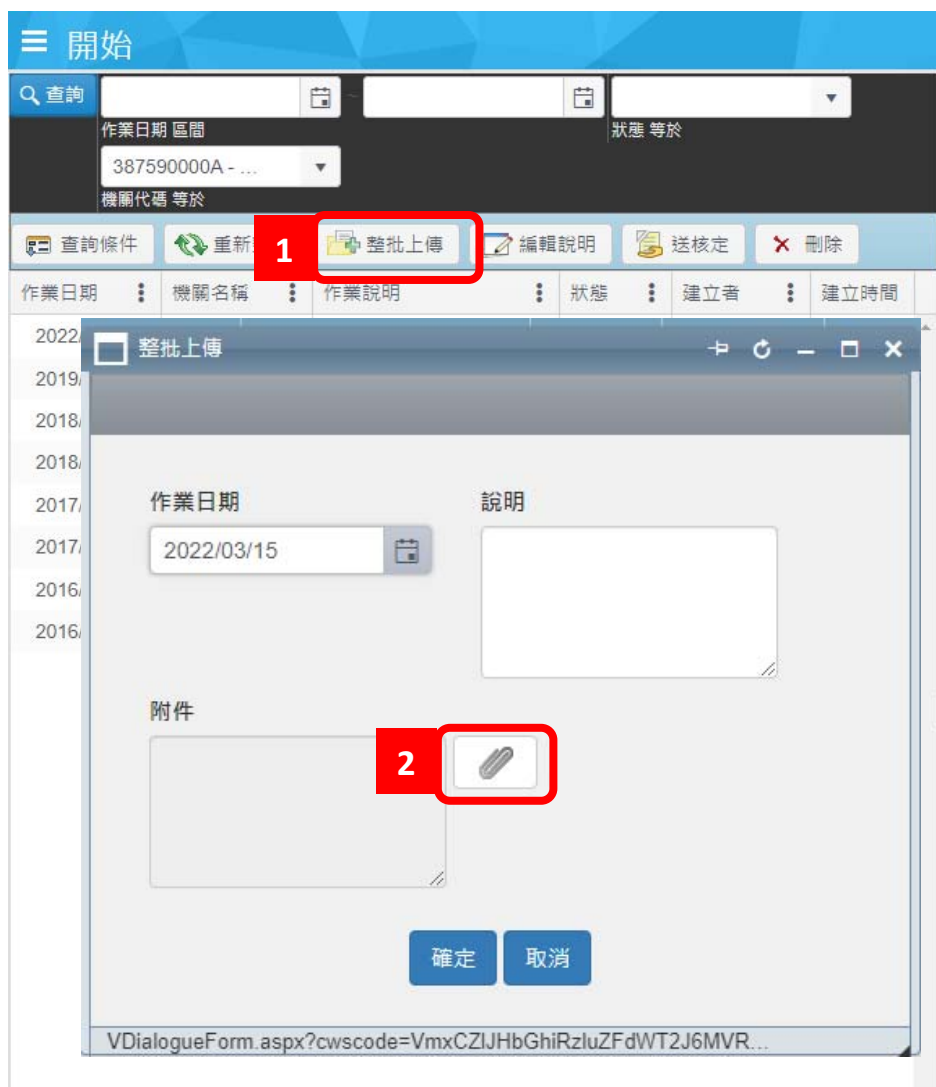 開始
查詢 ~
作業日期 區間 狀態 等於
387590000A - ...
機關代碼 等於
查詢條件 重新 1 整批上傳 編輯說明 送核定 刪除
作業日期 機關名稱 作業說明 狀態 建立者 建立時間
2022/
整批上傳
2019/
2018/
2018/
2017/
作業日期 說明
2017/
2022/03/15
2016/
2016/
附件
2
確定 取消
VDialogueForm.aspx?cwscode=VmxCZlJHbGhiRzluZFdWT2J6MVR...